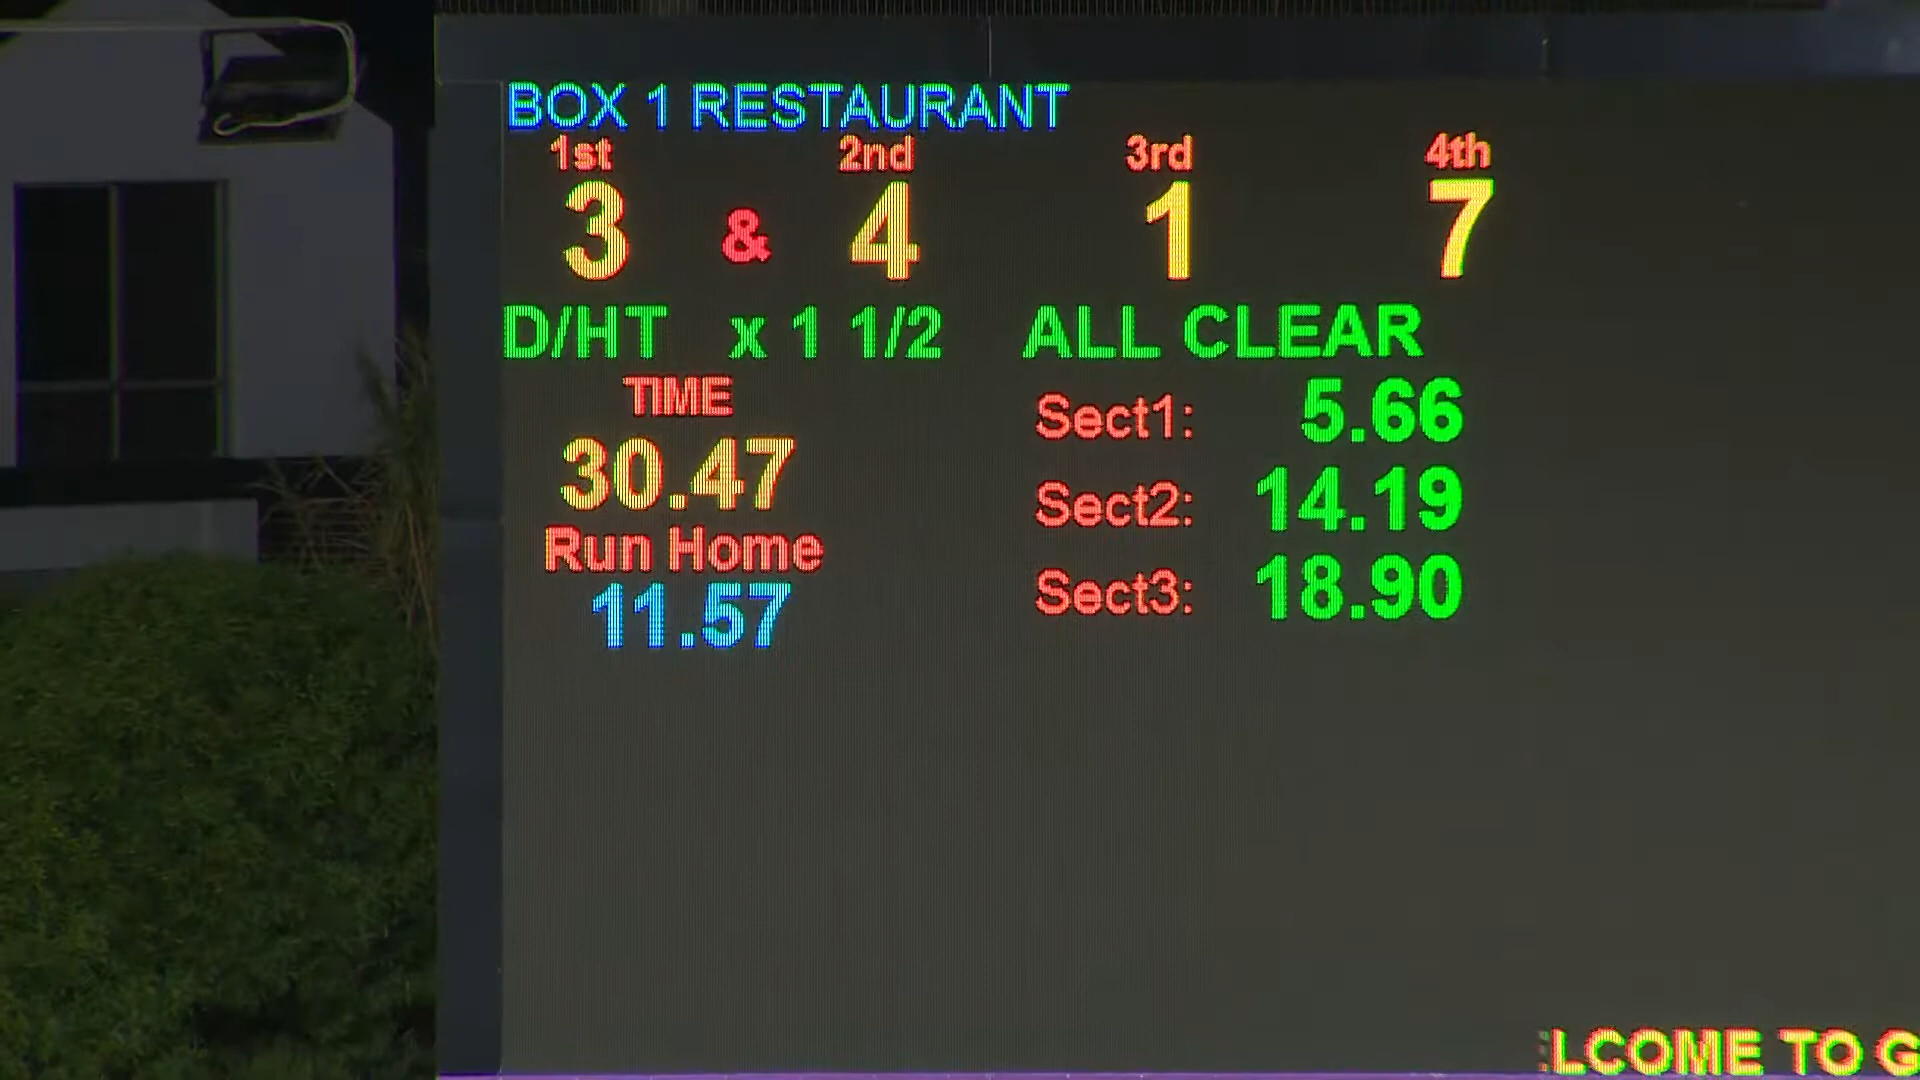 BOX 1 RESTAURANT
1st 2nd 3rd 4th
3 & 4 1 7
D/HT x 1 1/2 ALL CLEAR
TIME
30.47
Run Home
11.57
Sect1: 5.66
Sect2: 14.19
Sect3: 18.90
LCOME TO G